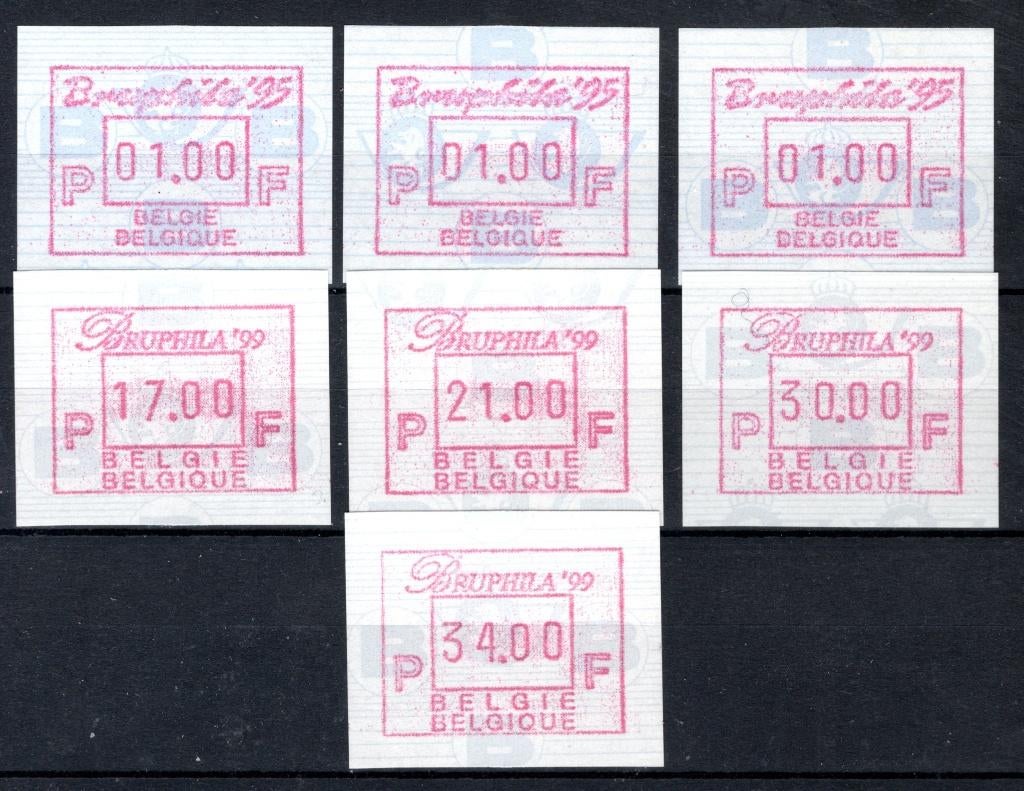 Bruphila '95
01.00
P F
BELGIE
BELGIQUE
Bruphila '95
01.00
P F
BELGIE
BELGIQUE
Bruphila '95
01.00
P F
BELGIE
BELGIQUE
BRUPHILA '99
17.00
P F
BELGIE
BELGIQUE
BRUPHILA '99
21.00
P F
BELGIE
BELGIQUE
BRUPHILA '99
30.00
P F
BELGIE
BELGIQUE
BRUPHILA '99
34.00
P F
BELGIE
BELGIQUE